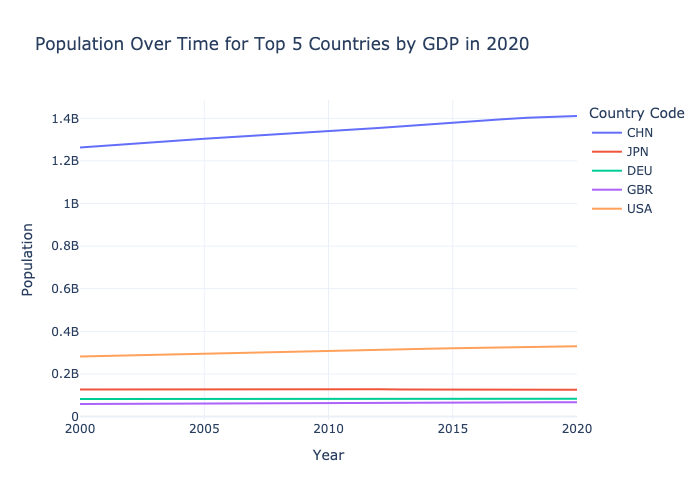 Population Over Time for Top 5 Countries by GDP in 2020
Country Code
CHN
JPN
DEU
GBR
USA
Population
1.4B
1.2B
1B
0.8B
0.6B
0.4B
0.2B
0
2000 2005 2010 2015 2020
Year